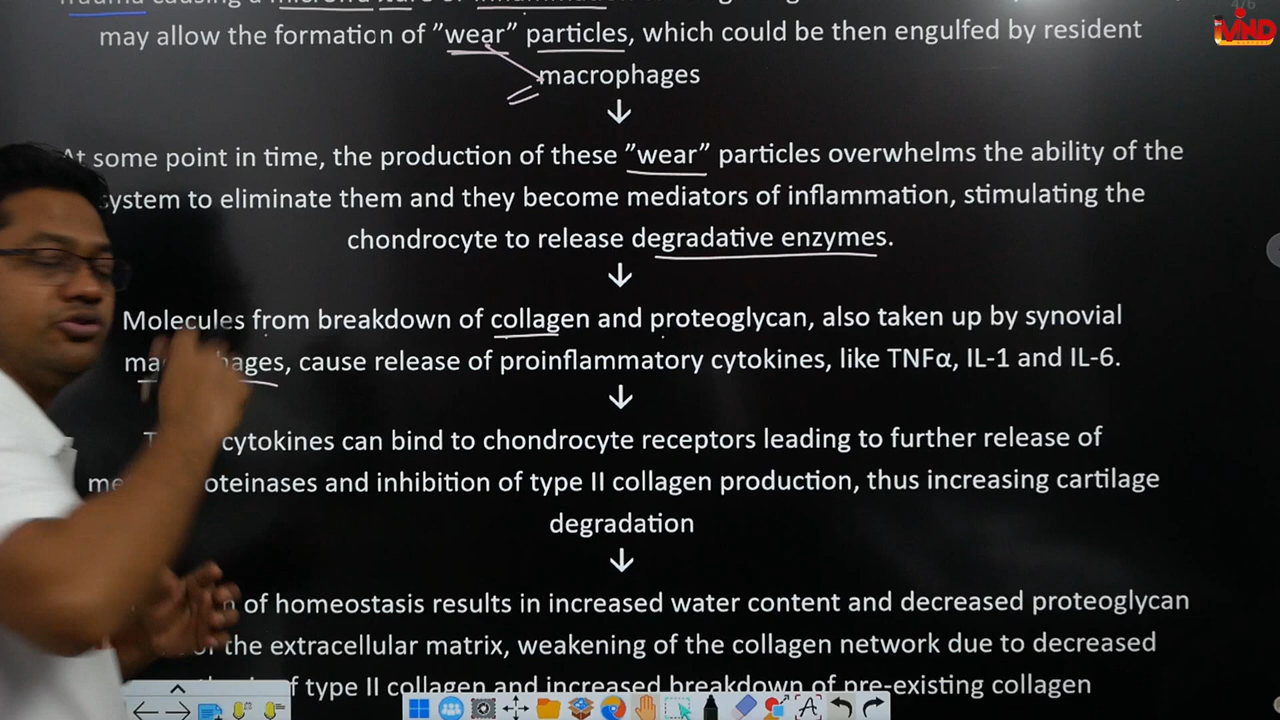 4/6
MIND
may allow the formation of "wear" particles, which could be then engulfed by resident
macrophages
At some point in time, the production of these "wear" particles overwhelms the ability of the
system to eliminate them and they become mediators of inflammation, stimulating the
chondrocyte to release degradative enzymes.
Molecules from breakdown of collagen and proteoglycan, also taken up by synovial
cause release of proinflammatory cytokines, like TNFα, IL-1 and IL-6.
cytokines can bind to chondrocyte receptors leading to further release of
and inhibition of type II collagen production, thus increasing cartilage
degradation
of homeostasis results in increased water content and decreased proteoglycan
the extracellular matrix, weakening of the collagen network due to decreased
of type II collagen and increased breakdown of pre-existing collagen